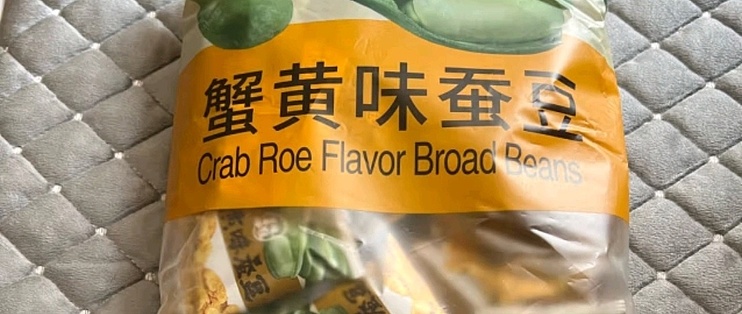 蟹黄味蚕豆
Crab Roe Flavor Broad Beans